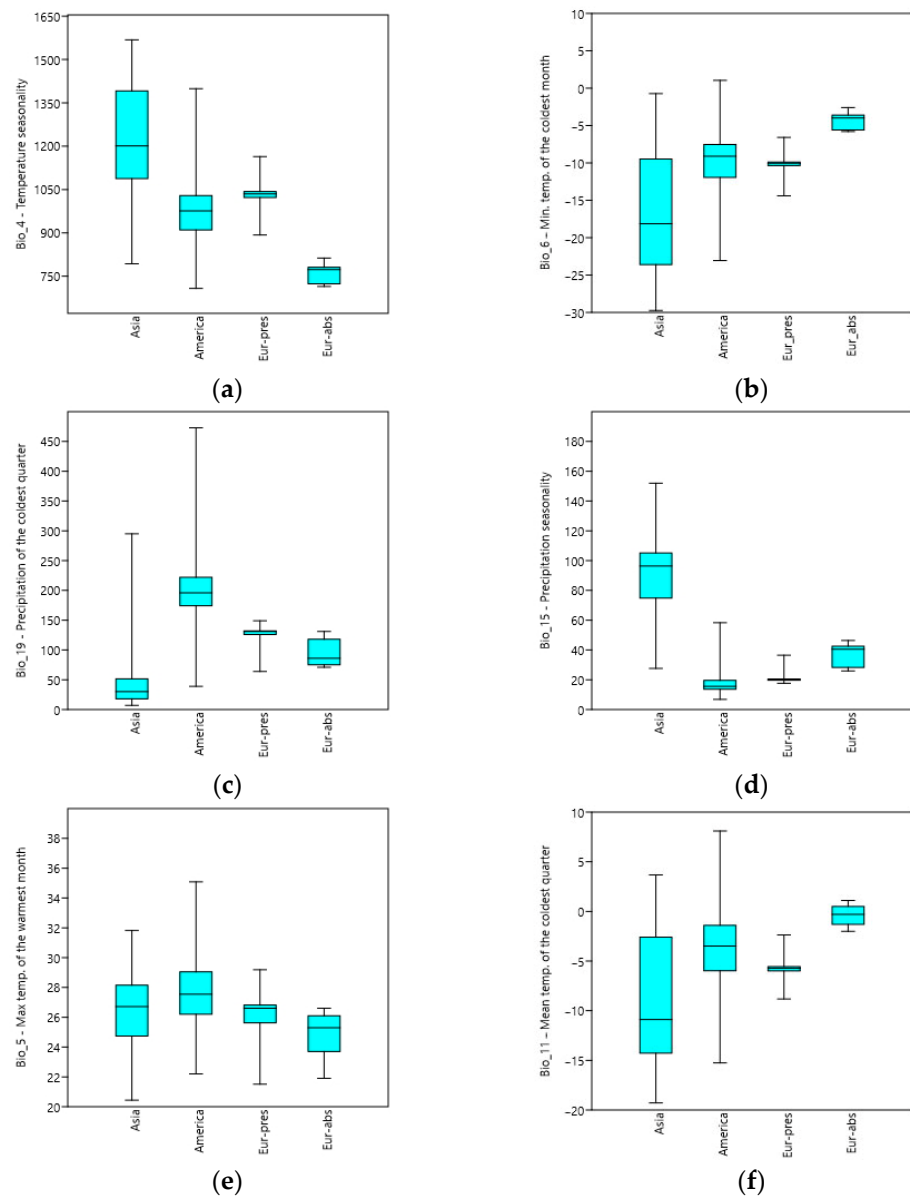 Bio_4 - Temperature seasonality
1650
1500
1350
1200
1050
900
750
Asia
America
Eur-pres
Eur-abs
(a)
Bio_6 – Min. temp. of the coldest month
10
5
0
−5
−10
−15
−20
−25
−30
Asia
America
Eur_pres
Eur_abs
(b)
Bio_19 - Precipitation of the coldest quarter
450
400
350
300
250
200
150
100
50
0
Asia
America
Eur-pres
Eur-abs
(c)
Bio_15 - Precipitation seasonality
180
160
140
120
100
80
60
40
20
0
Asia
America
Eur-pres
Eur-abs
(d)
Bio_5 - Max temp. of the warmest month
38
36
34
32
30
28
26
24
22
20
Asia
America
Eur-pres
Eur-abs
(e)
Bio_11 – Mean temp. of the coldest quarter
10
5
0
−5
−10
−15
−20
Asia
America
Eur-pres
Eur-abs
(f)